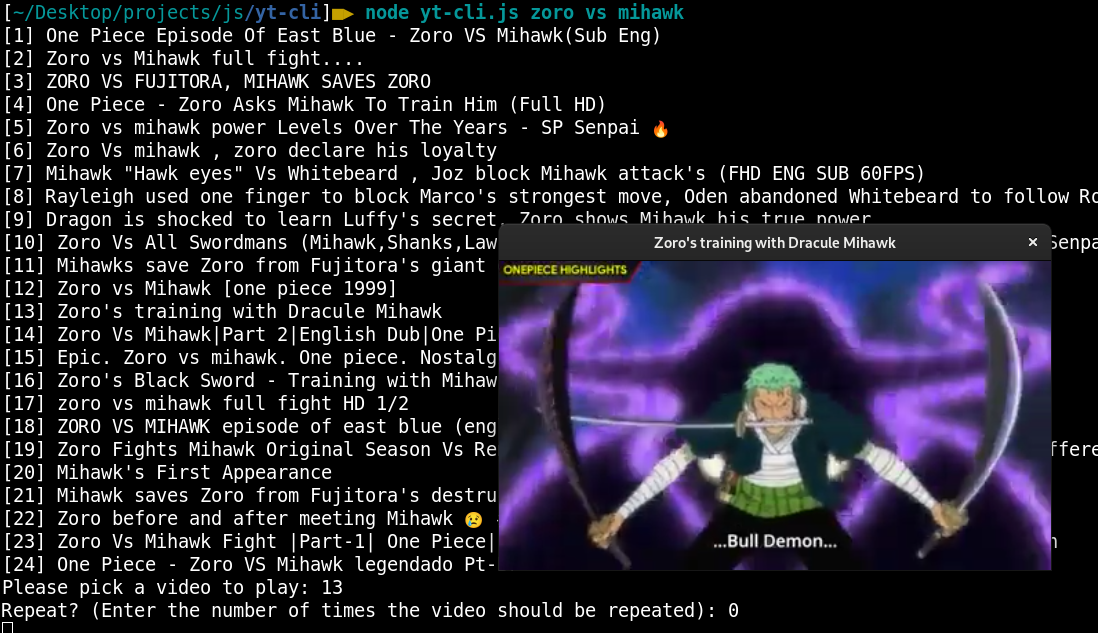 [~/Desktop/projects/js/yt-cli] node yt-cli.js zoro vs mihawk
[1] One Piece Episode Of East Blue - Zoro VS Mihawk(Sub Eng)
[2] Zoro vs Mihawk full fight....
[3] ZORO VS FUJITORA, MIHAWK SAVES ZORO
[4] One Piece - Zoro Asks Mihawk To Train Him (Full HD)
[5] Zoro vs mihawk power Levels Over The Years - SP Senpai 🔥
[6] Zoro Vs mihawk , zoro declare his loyalty
[7] Mihawk "Hawk eyes" Vs Whitebeard , Joz block Mihawk attack's (FHD ENG SUB 60FPS)
[8] Rayleigh used one finger to block Marco's strongest move, Oden abandoned Whitebeard to follow Ro
[9] Dragon is shocked to learn Luffy's secret, Zoro shows Mihawk his true power
[10] Zoro Vs All Swordmans (Mihawk,Shanks,Law Senpa
[11] Mihawks save Zoro from Fujitora's giant
[12] Zoro vs Mihawk [one piece 1999]
[13] Zoro's training with Dracule Mihawk
[14] Zoro Vs Mihawk|Part 2|English Dub|One Pi
[15] Epic. Zoro vs mihawk. One piece. Nostalg
[16] Zoro's Black Sword - Training with Mihaw
[17] zoro vs mihawk full fight HD 1/2
[18] ZORO VS MIHAWK episode of east blue (eng
[19] Zoro Fights Mihawk Original Season Vs Re ffere
[20] Mihawk's First Appearance
[21] Mihawk saves Zoro from Fujitora's destru
[22] Zoro before and after meeting Mihawk 😢 -
[23] Zoro Vs Mihawk Fight |Part-1| One Piece| n
[24] One Piece - Zoro VS Mihawk legendado Pt-
Please pick a video to play: 13
Repeat? (Enter the number of times the video should be repeated): 0
Zoro's training with Dracule Mihawk ×
ONEPIECE HIGHLIGHTS
...Bull Demon...